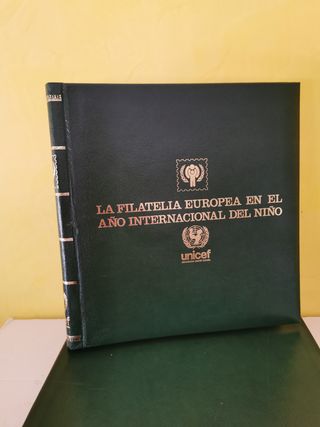 LA FILATELIA EUROPEA EN EL
AÑO INTERNACIONAL DEL NIÑO
unicef